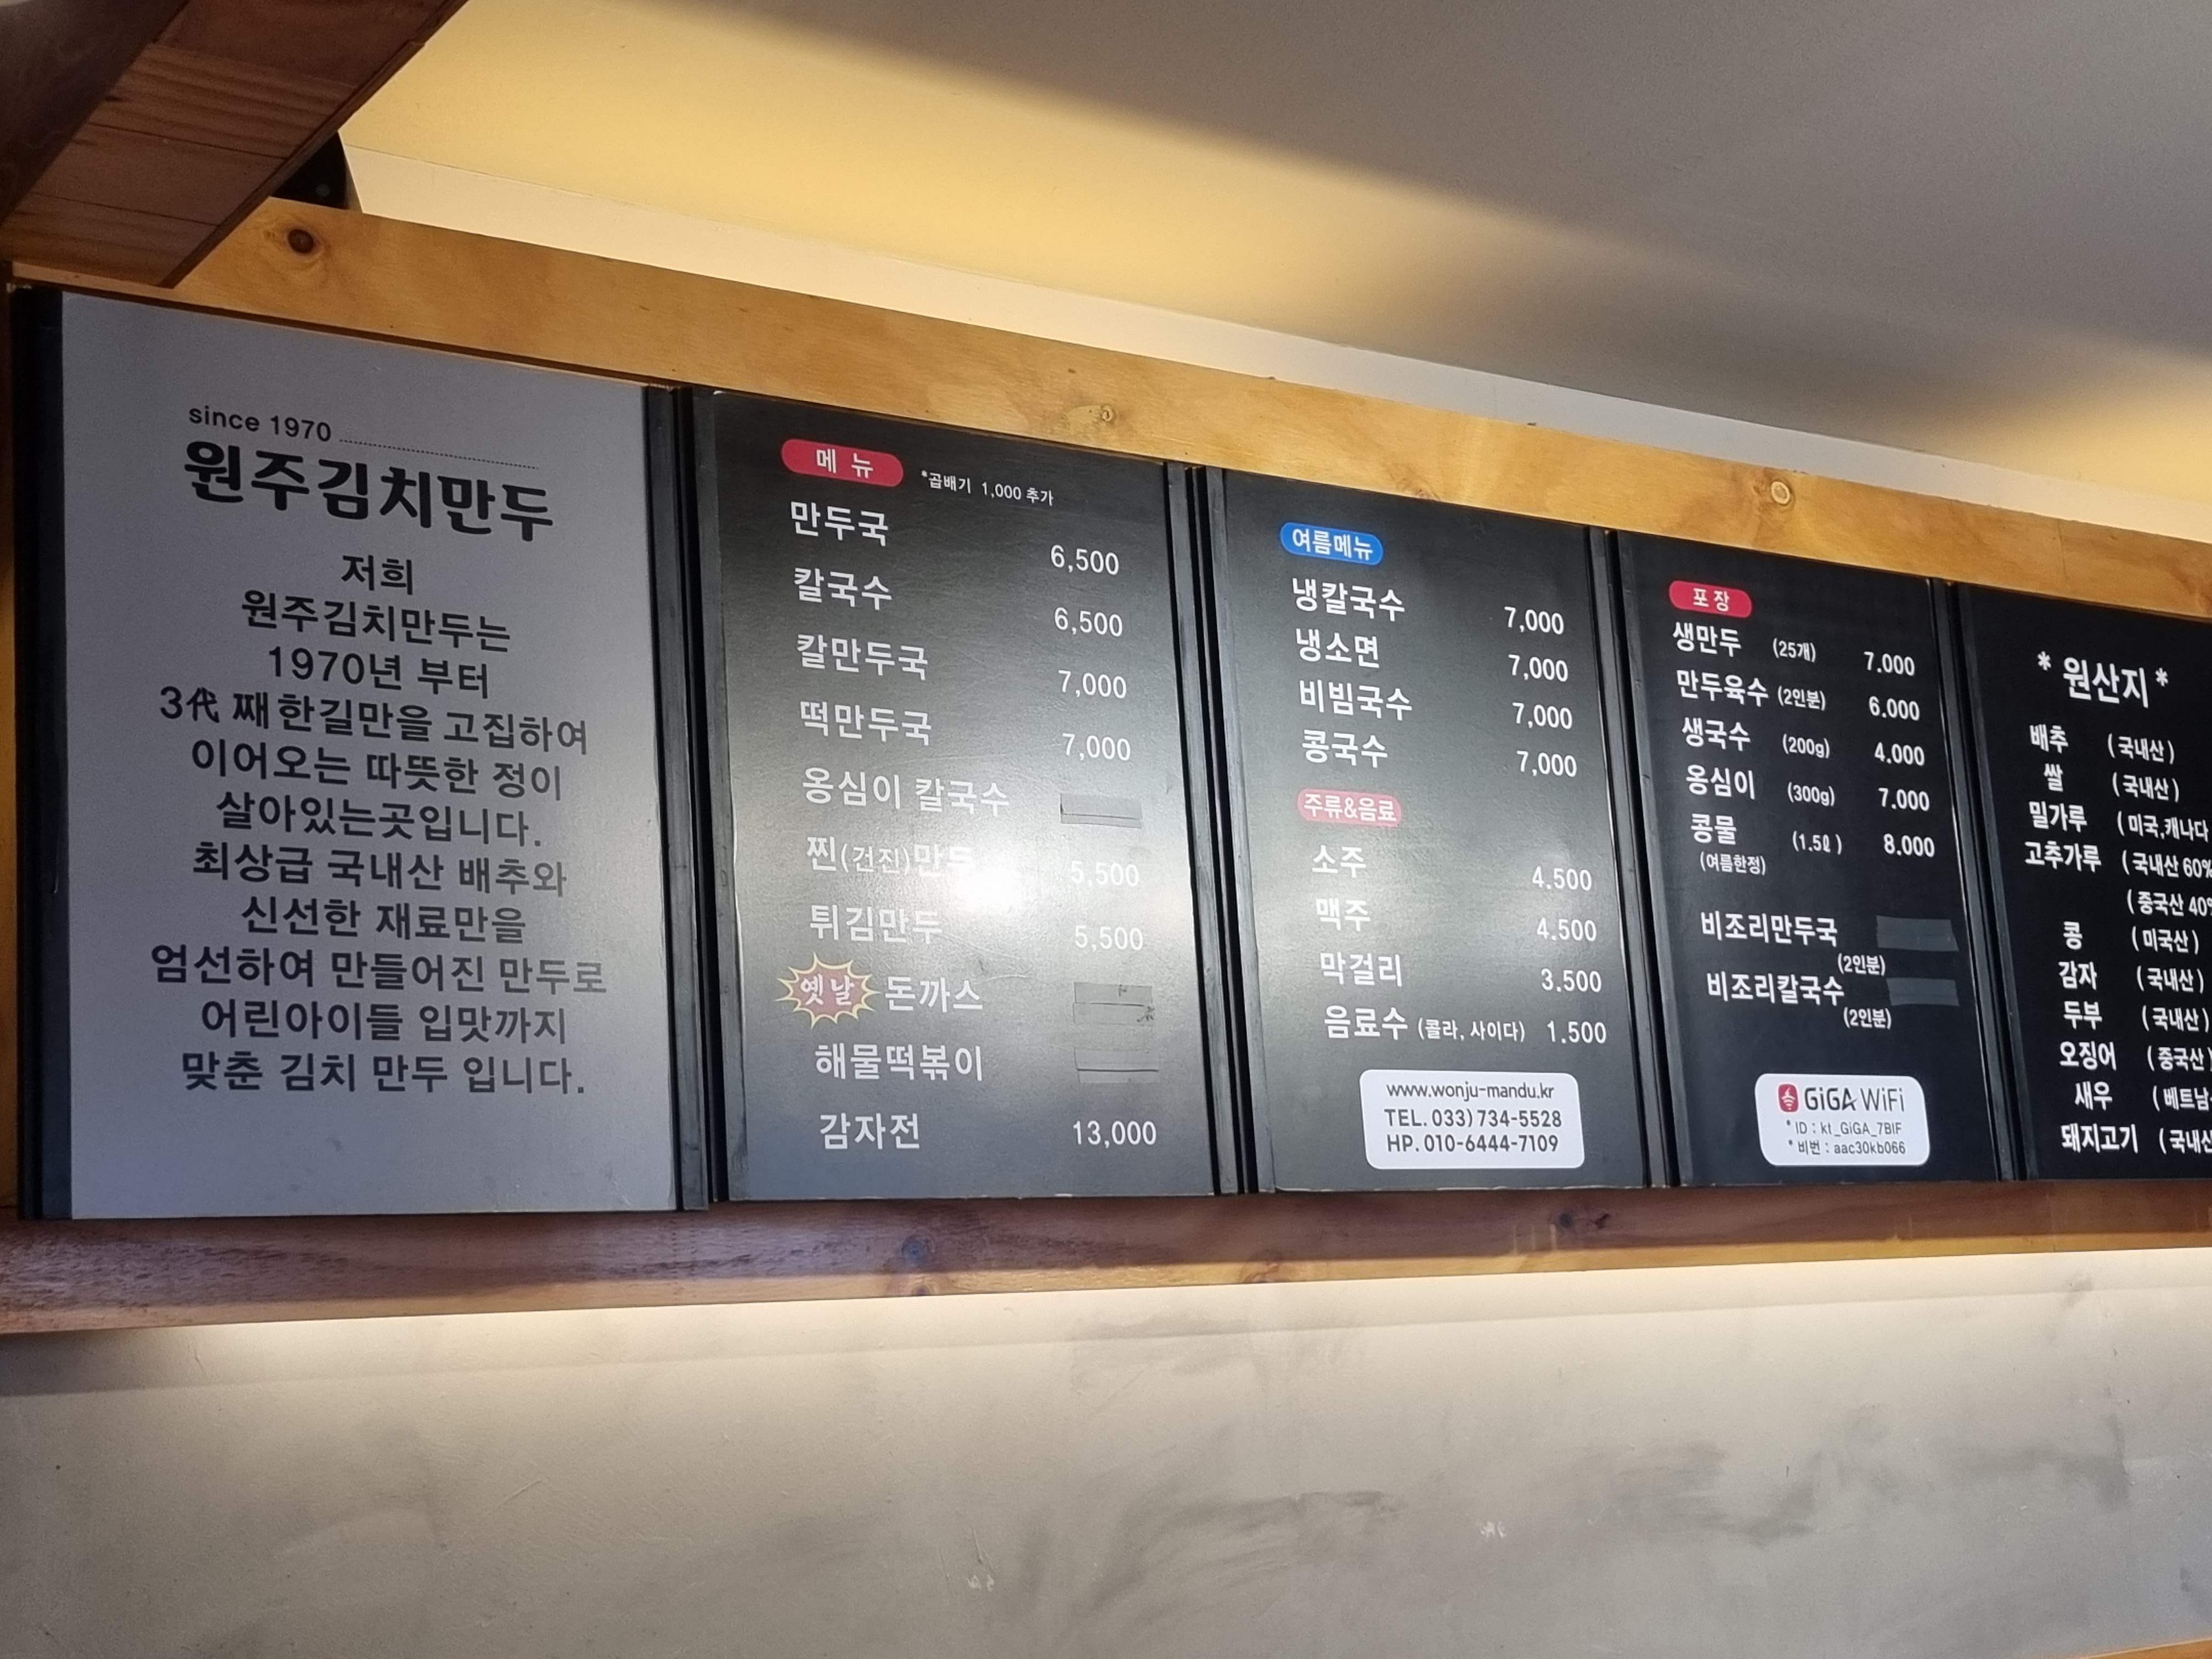 since 1970
원주김치만두
저희
원주김치만두는
1970년 부터
3代 째 한길만을 고집하여
이어오는 따뜻한 정이
살아있는곳입니다.
최상급 국내산 배추와
신선한 재료만을
엄선하여 만들어진 만두로
어린아이들 입맛까지
맞춘 김치 만두 입니다.
메 뉴 *곱배기 1,000 추가
만두국 6,500
칼국수 6,500
칼만두국 7,000
떡만두국 7,000
옹심이 칼국수
찐(건진)만두 5,500
튀김만두 5,500
옛날 돈까스
해물떡볶이
감자전 13,000
여름메뉴
냉칼국수 7,000
냉소면 7,000
비빔국수 7,000
콩국수 7,000
주류&음료
소주 4.500
맥주 4.500
막걸리 3.500
음료수 (콜라, 사이다) 1.500
www.wonju-mandu.kr
TEL. 033) 734-5528
HP. 010-6444-7109
포 장
생만두 (25개) 7.000
만두육수 (2인분) 6.000
생국수 (200g) 4.000
옹심이 (300g) 7.000
콩물 (1.5ℓ) 8.000
(여름한정)
비조리만두국
(2인분)
비조리칼국수
(2인분)
GiGA WiFi
* ID : kt_GiGA_7BIF
* 비번 : aac30kb066
* 원산지 *
배추 (국내산)
쌀 (국내산)
밀가루 (미국,캐나다
고추가루 (국내산 60%
(중국산 40%
콩 (미국산)
감자 (국내산)
두부 (국내산)
오징어 (중국산)
새우 (베트남
돼지고기 (국내산